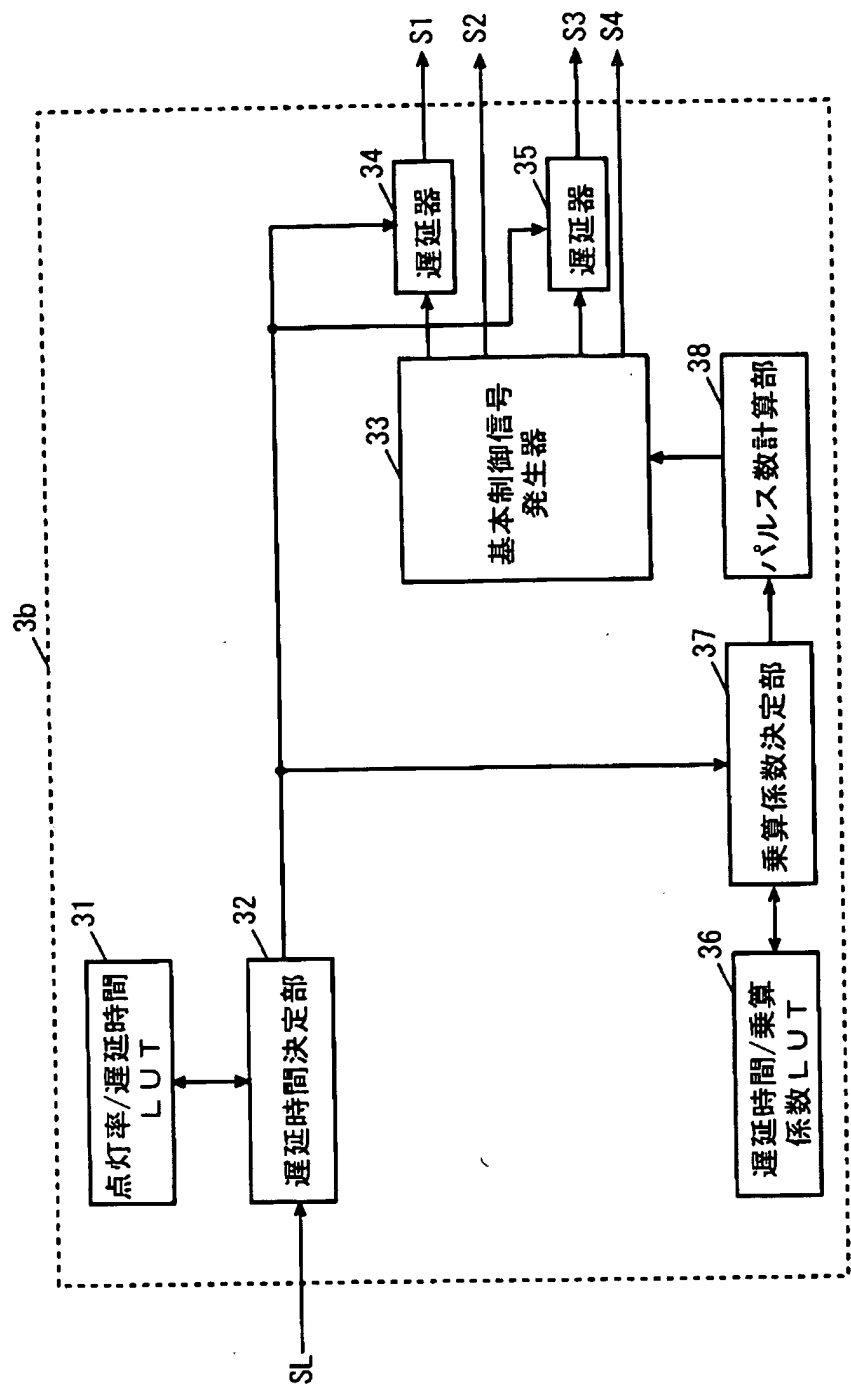 3b
31
点灯率/遅延時間
LUT
32
遅延時間決定部
SL
33
基本制御信号
発生器
34
遅延器
35
遅延器
S1
S2
S3
S4
36
遅延時間/乗算
係数LUT
37
乗算係数決定部
38
パルス数計算部